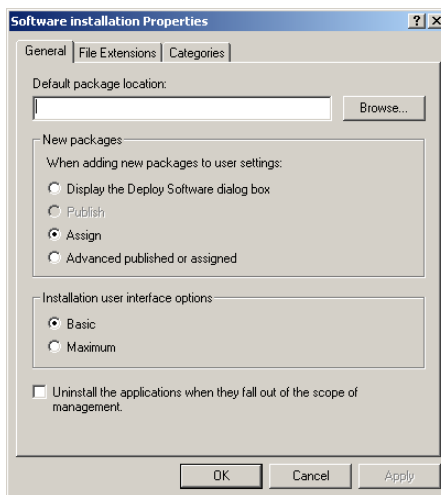 Software installation Properties
General File Extensions Categories
Default package location:
Browse...
New packages
When adding new packages to user settings:
Display the Deploy Software dialog box
Publish
Assign
Advanced published or assigned
Installation user interface options
Basic
Maximum
Uninstall the applications when they fall out of the scope of
management.
OK Cancel Apply